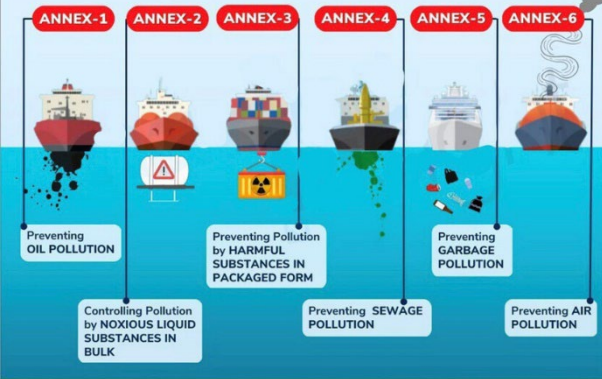 ANNEX-1
ANNEX-2
ANNEX-3
ANNEX-4
ANNEX-5
ANNEX-6
Preventing
OIL POLLUTION
Controlling Pollution
by NOXIOUS LIQUID
SUBSTANCES IN
BULK
Preventing Pollution
by HARMFUL
SUBSTANCES IN
PACKAGED FORM
Preventing SEWAGE
POLLUTION
Preventing
GARBAGE
POLLUTION
Preventing AIR
POLLUTION